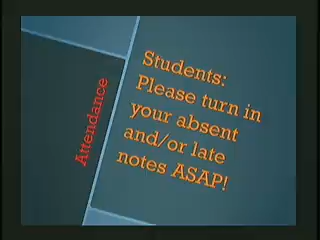 Attendance
Students:
Please turn in
your absent
and/or late
notes ASAP!